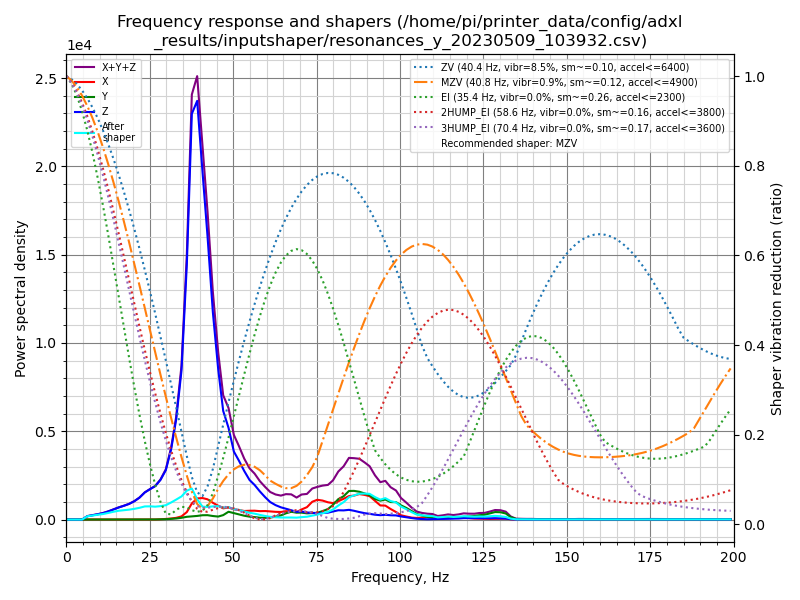 Frequency response and shapers (/home/pi/printer_data/config/adxl
_results/inputshaper/resonances_y_20230509_103932.csv)
1e4
X+Y+Z
X
Y
Z
After
shaper
ZV (40.4 Hz, vibr=8.5%, sm~=0.10, accel<=6400)
MZV (40.8 Hz, vibr=0.9%, sm~=0.12, accel<=4900)
EI (35.4 Hz, vibr=0.0%, sm~=0.26, accel<=2300)
2HUMP_EI (58.6 Hz, vibr=0.0%, sm~=0.16, accel<=3800)
3HUMP_EI (70.4 Hz, vibr=0.0%, sm~=0.17, accel<=3600)
Recommended shaper: MZV
Power spectral density
2.5
2.0
1.5
1.0
0.5
0.0
1.0
0.8
0.6
0.4
0.2
0.0
Shaper vibration reduction (ratio)
0 25 50 75 100 125 150 175 200
Frequency, Hz